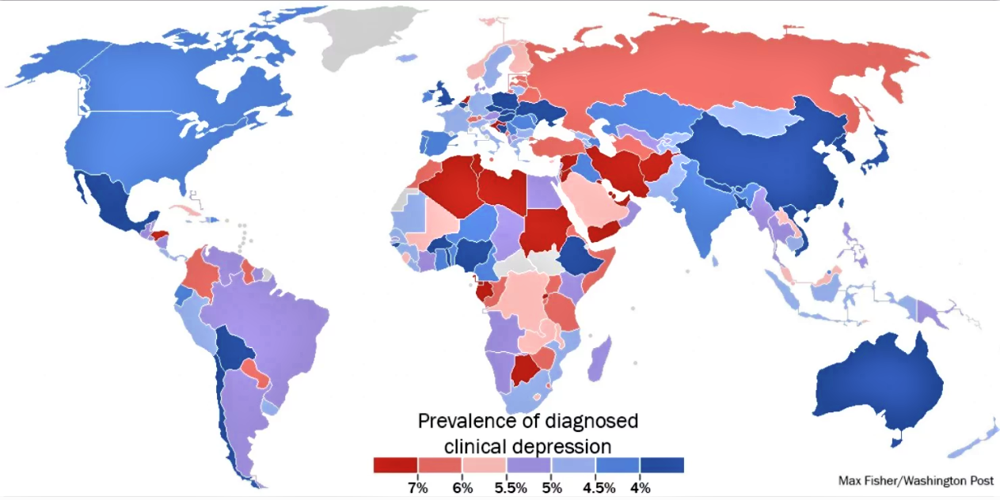 Prevalence of diagnosed
clinical depression
7% 6% 5.5% 5% 4.5% 4%
Max Fisher/Washington Post